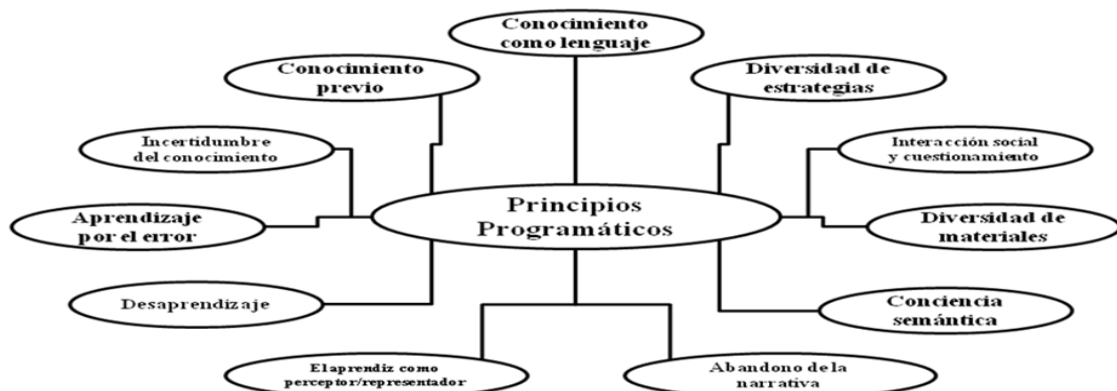 Conocimiento
como lenguaje
Conocimiento
previo
Diversidad de
estrategias
Incertidumbre
del conocimiento
Interacción social
y cuestionamiento
Principios
Programáticos
Aprendizaje
por el error
Diversidad de
materiales
Desaprendizaje
Conciencia
semántica
El aprendiz como
perceptor/representador
Abandono de la
narrativa